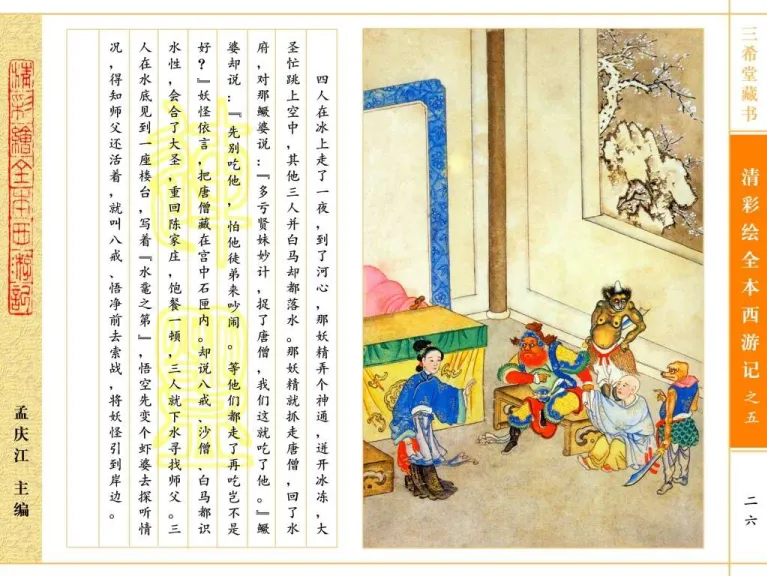 三希堂藏书
清彩绘全本西游记之五
二六
四人在冰上走了一夜，到了河心，那妖精弄个神通，迸开冰冻，大
圣忙跳上空中，其他三人并白马却都落水。那妖精就抓走唐僧，回了水
府，对那鳜婆说：『多亏贤妹妙计，捉了唐僧，我们这就吃了他。』鳜
婆却说：『先别吃他，怕他徒弟来吵闹。等他们都走了再吃岂不是
好？』妖怪依言，把唐僧藏在宫中石匣内。却说八戒、沙僧、白马都识
水性，会合了大圣，重回陈家庄，饱餐一顿，三人就下水寻找师父。三
人在水底见到一座楼台，写着『水鼋之第』，悟空先变个虾婆去探听情
况，得知师父还活着，就叫八戒、悟净前去索战，将妖怪引到岸边。
精彩繪全本西游記
孟庆江 主编